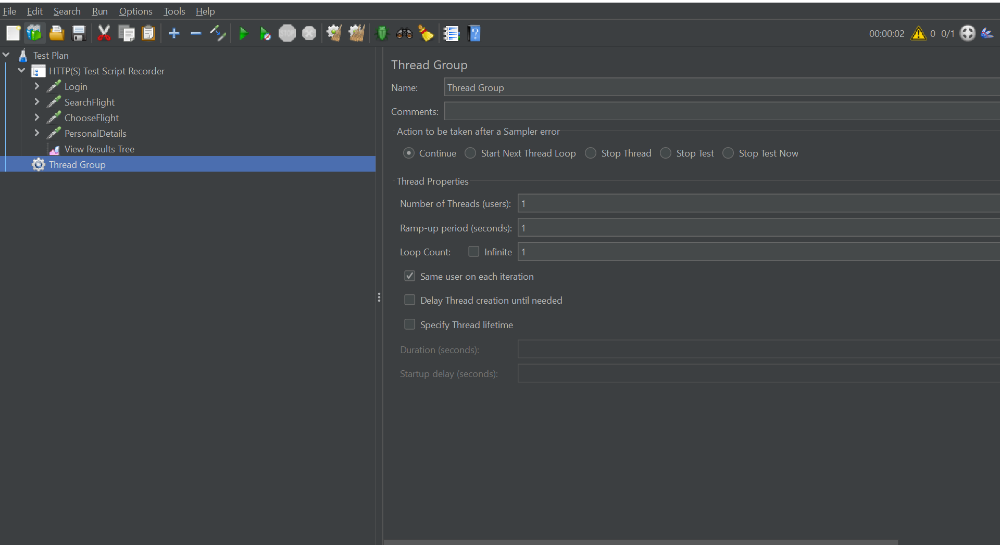 File Edit Search Run Options Tools Help
STOP
00:00:02 0 0/1
Test Plan
HTTP(S) Test Script Recorder
Login
SearchFlight
ChooseFlight
PersonalDetails
View Results Tree
Thread Group
Thread Group
Name: Thread Group
Comments:
Action to be taken after a Sampler error
Continue Start Next Thread Loop Stop Thread Stop Test Stop Test Now
Thread Properties
Number of Threads (users): 1
Ramp-up period (seconds): 1
Loop Count: Infinite 1
Same user on each iteration
Delay Thread creation until needed
Specify Thread lifetime
Duration (seconds):
Startup delay (seconds):